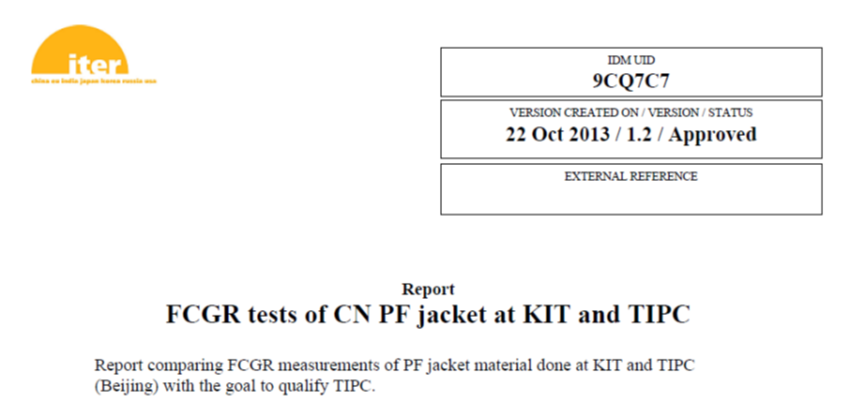 iter
china eu india japan korea russia usa
IDM UID
9CQ7C7
VERSION CREATED ON / VERSION / STATUS
22 Oct 2013 / 1.2 / Approved
EXTERNAL REFERENCE
Report
FCGR tests of CN PF jacket at KIT and TIPC
Report comparing FCGR measurements of PF jacket material done at KIT and TIPC
(Beijing) with the goal to qualify TIPC.